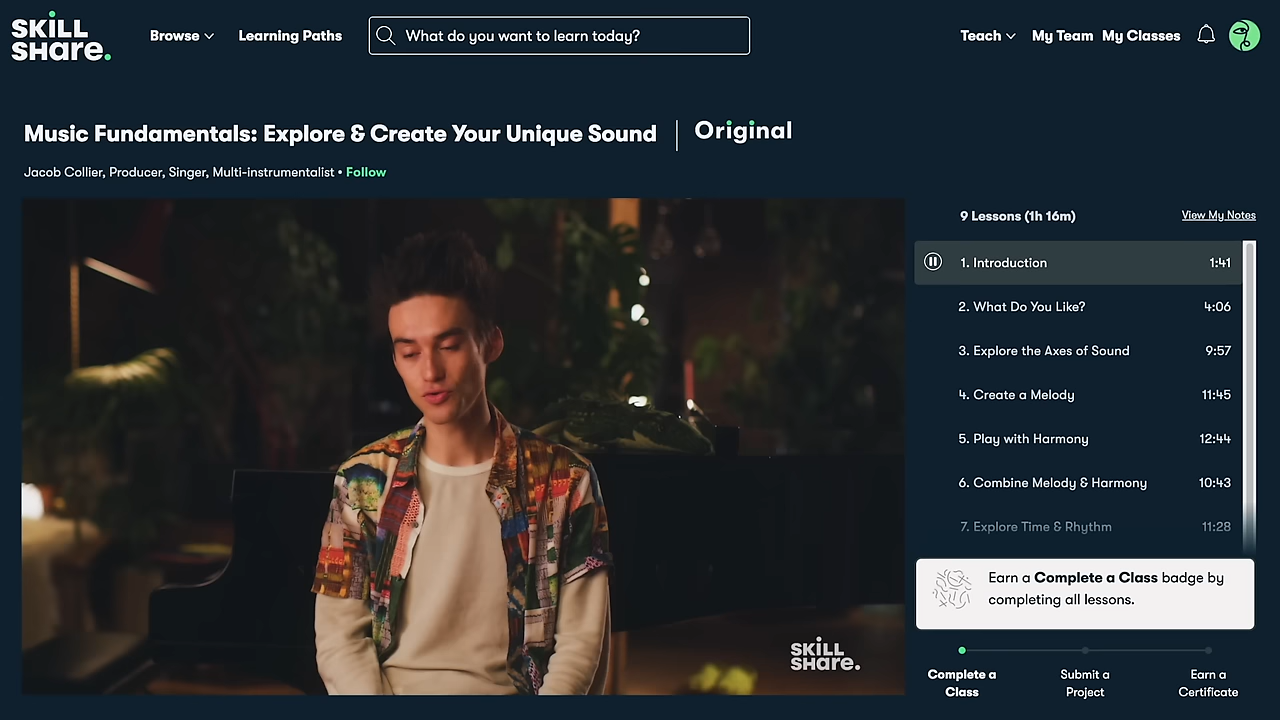 SKiLL
SHare.
Browse
Learning Paths
What do you want to learn today?
Teach
My Team
My Classes
Music Fundamentals: Explore & Create Your Unique Sound
Original
Jacob Collier, Producer, Singer, Multi-instrumentalist • Follow
9 Lessons (1h 16m)
View My Notes
1. Introduction 1:41
2. What Do You Like? 4:06
3. Explore the Axes of Sound 9:57
4. Create a Melody 11:45
5. Play with Harmony 12:44
6. Combine Melody & Harmony 10:43
7. Explore Time & Rhythm 11:28
Earn a Complete a Class badge by
completing all lessons.
SKiLL
SHare.
Complete a
Class
Submit a
Project
Earn a
Certificate